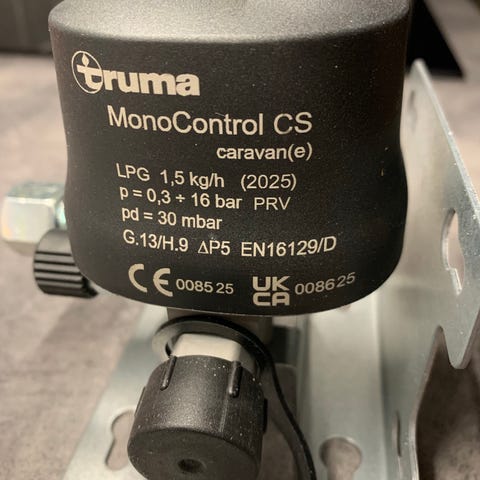 truma
MonoControl CS
caravan(e)
LPG 1,5 kg/h (2025)
p = 0,3 ÷ 16 bar PRV
pd = 30 mbar
G.13/H.9 ΔP5 EN16129/D
CE 0085 25 UK CA 0086 25